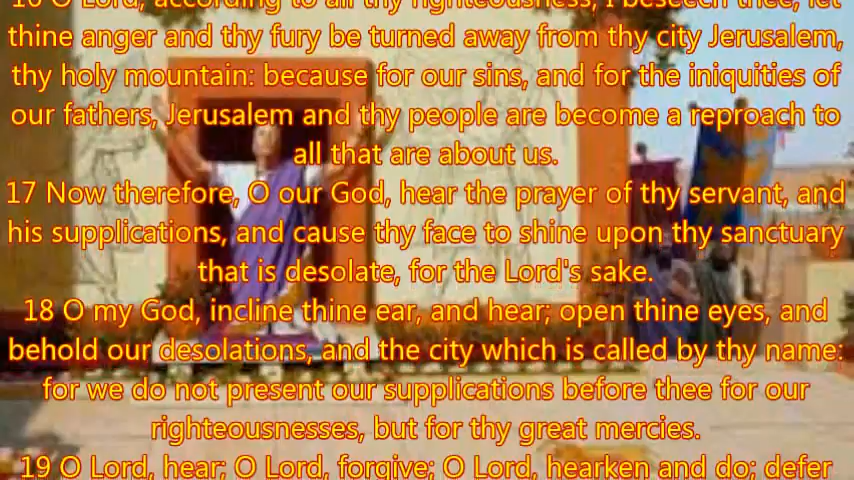 16 O Lord, according to all thy righteousness, I beseech thee, let
thine anger and thy fury be turned away from thy city Jerusalem,
thy holy mountain: because for our sins, and for the iniquities of
our fathers, Jerusalem and thy people are become a reproach to
all that are about us.
17 Now therefore, O our God, hear the prayer of thy servant, and
his supplications, and cause thy face to shine upon thy sanctuary
that is desolate, for the Lord's sake.
18 O my God, incline thine ear, and hear; open thine eyes, and
behold our desolations, and the city which is called by thy name:
for we do not present our supplications before thee for our
righteousnesses, but for thy great mercies.
19 O Lord, hear; O Lord, forgive; O Lord, hearken and do; defer